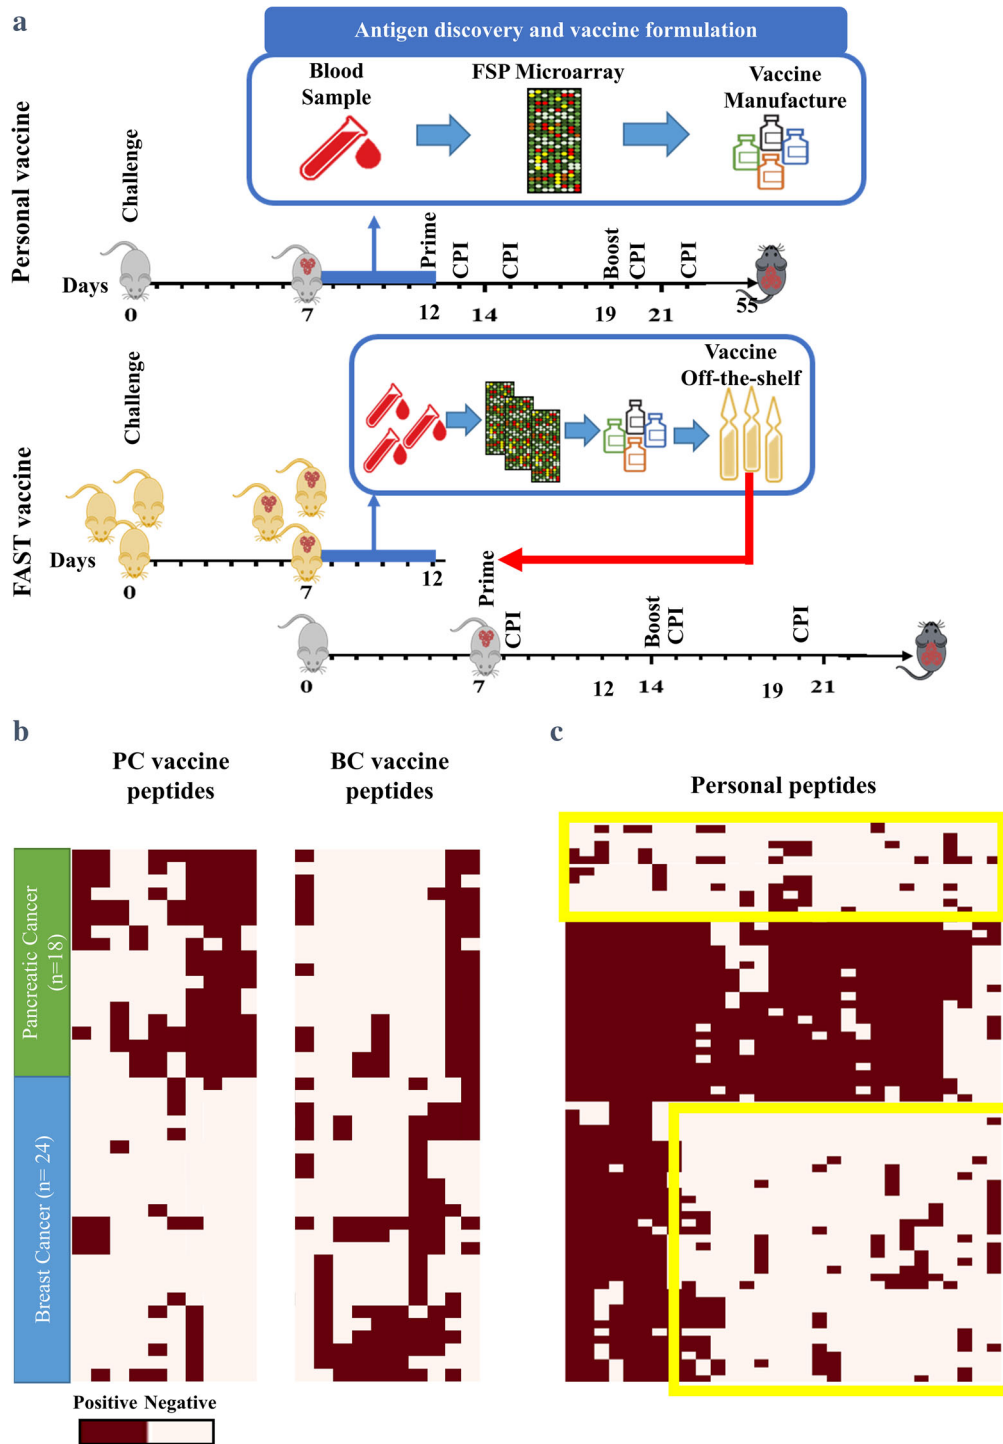 a
Antigen discovery and vaccine formulation
Blood
Sample
FSP Microarray
Vaccine
Manufacture
Personal vaccine
Challenge
Prime
CPI
CPI
Boost
CPI
CPI
Days
0
7
12
14
19
21
55
Vaccine
Off-the-shelf
FAST vaccine
Challenge
Days
0
7
12
Prime
CPI
Boost
CPI
CPI
0
7
12
14
19
21
b
PC vaccine
peptides
BC vaccine
peptides
Pancreatic Cancer
(n=18)
Breast Cancer (n= 24)
Positive Negative
c
Personal peptides